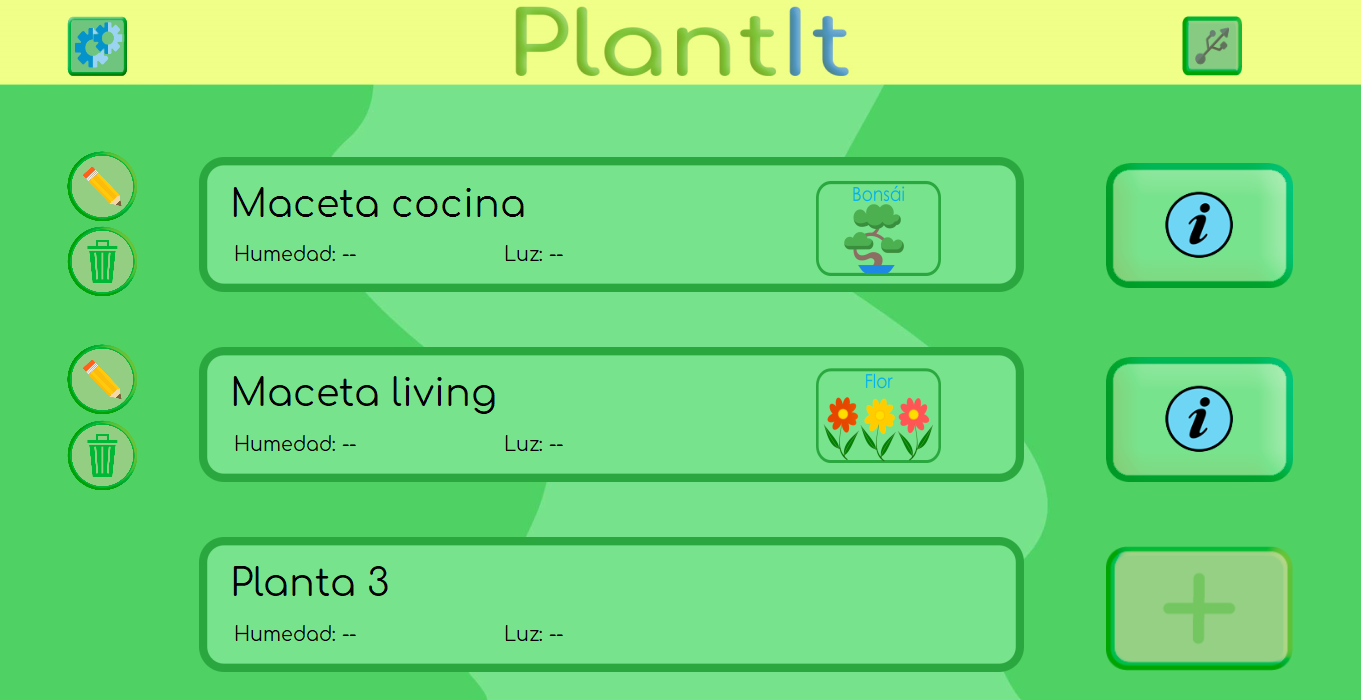 PlantIt
Maceta cocina
Bonsái
Humedad: --
Luz: --
i
Maceta living
Flor
Humedad: --
Luz: --
i
Planta 3
Humedad: --
Luz: --